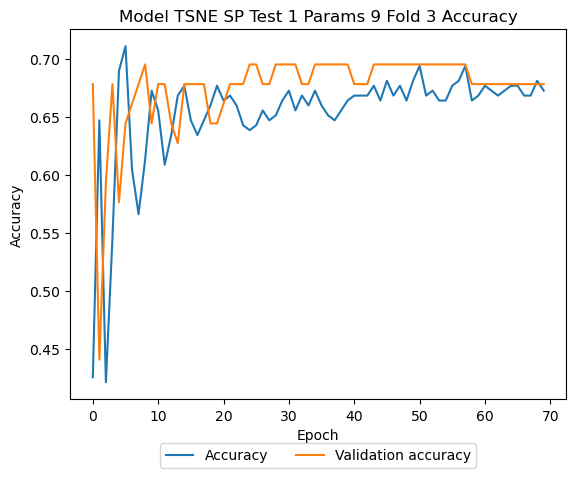 Model TSNE SP Test 1 Params 9 Fold 3 Accuracy
Accuracy
0.70
0.65
0.60
0.55
0.50
0.45
0 10 20 30 40 50 60 70
Epoch
Accuracy Validation accuracy